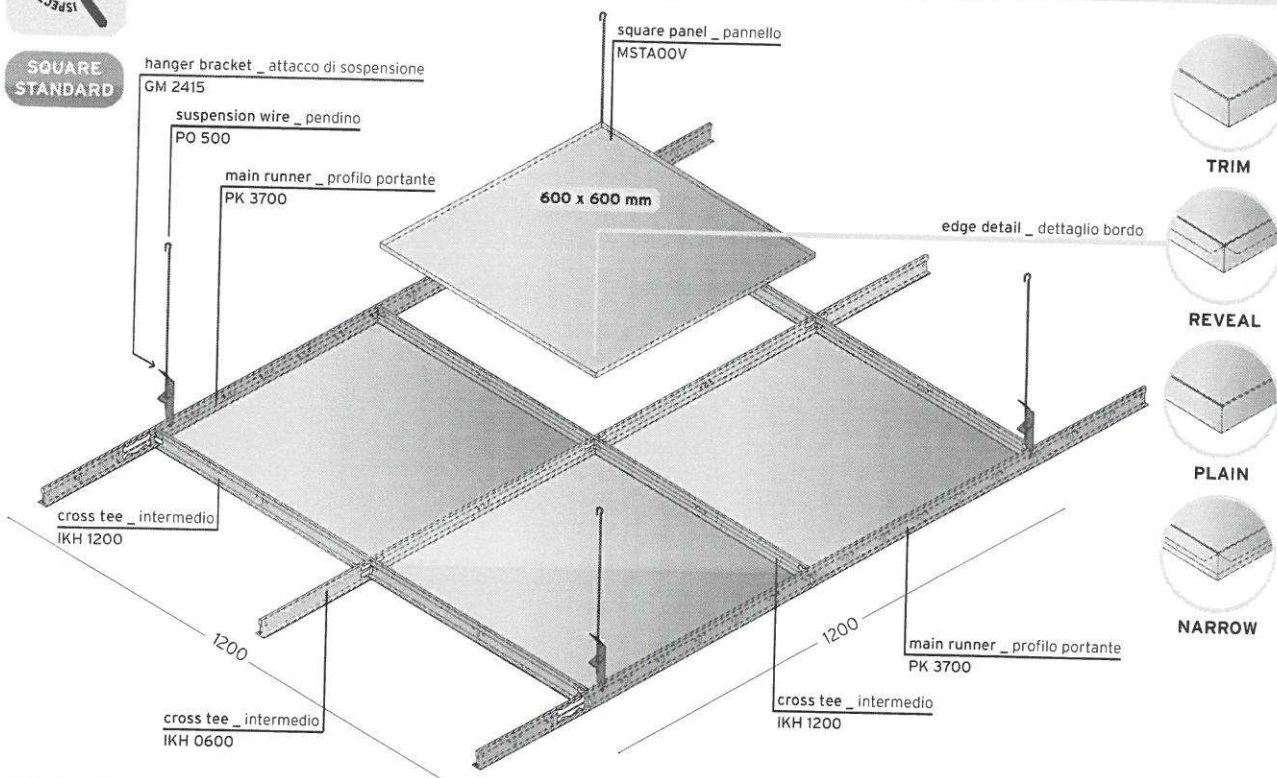 SQUARE
STANDARD
hanger bracket _ attacco di sospensione
GM 2415
suspension wire _ pendino
PO 500
main runner _ profilo portante
PK 3700
square panel _ pannello
MSTA00V
600 x 600 mm
edge detail _ dettaglio bordo
TRIM
REVEAL
PLAIN
NARROW
cross tee _ intermedio
IKH 1200
1200
cross tee _ intermedio
IKH 0600
1200
main runner _ profilo portante
PK 3700
cross tee _ intermedio
IKH 1200